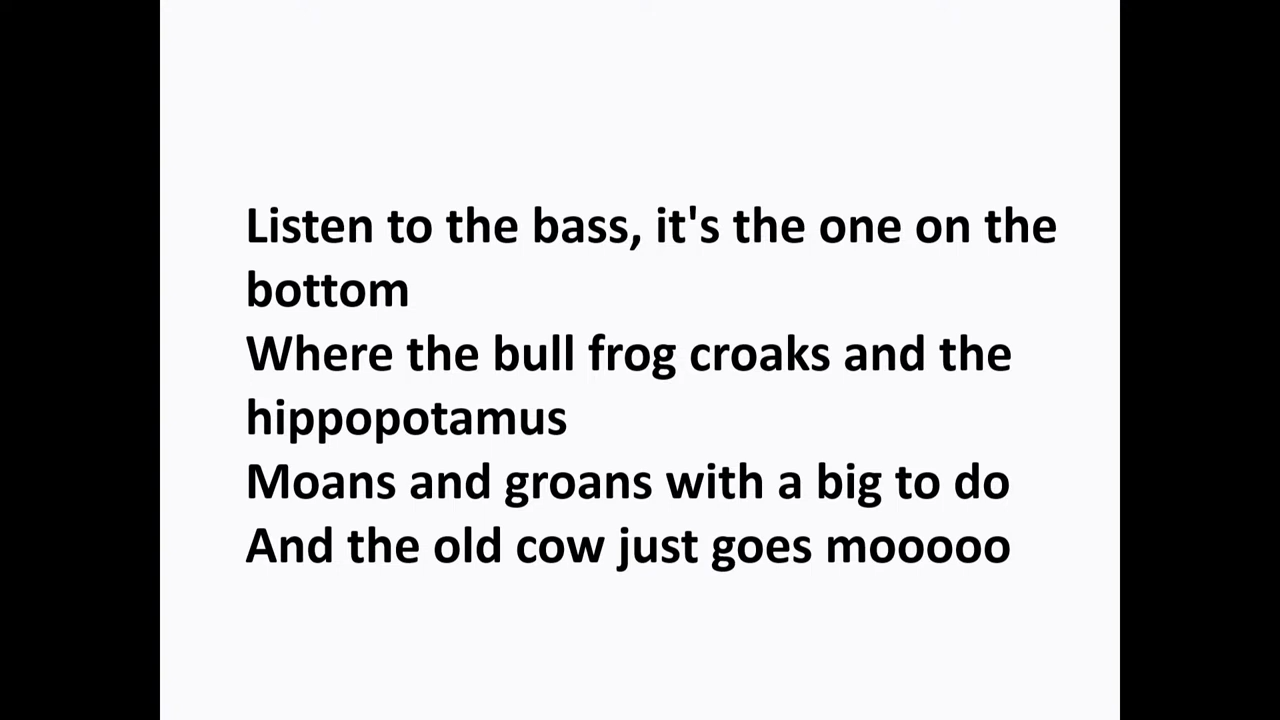 Listen to the bass, it's the one on the
bottom
Where the bull frog croaks and the
hippopotamus
Moans and groans with a big to do
And the old cow just goes mooooo